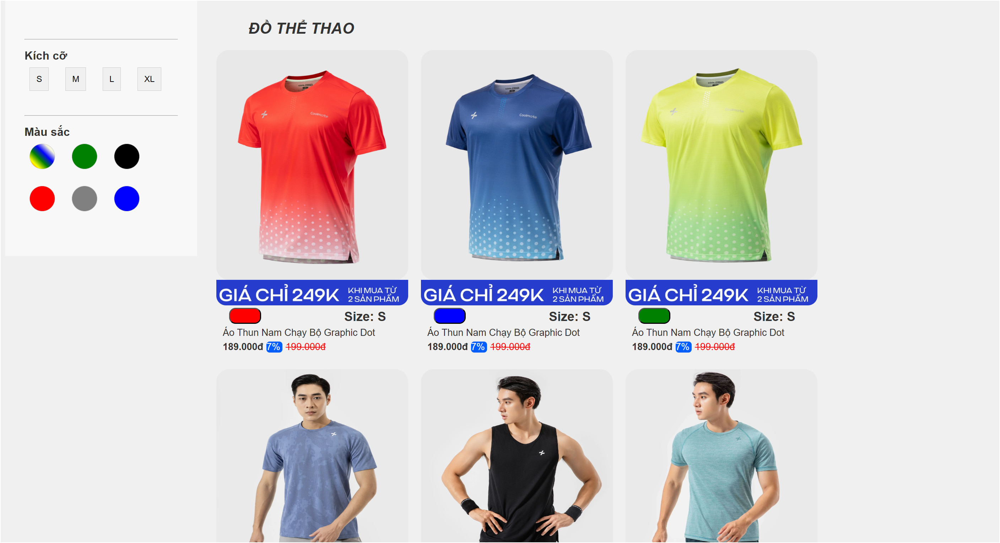 ĐỒ THỂ THAO
Kích cỡ
S M L XL
Màu sắc
COOLMATE
Coolmate
COOLMATE
Coolmate
COOLMATE
Coolmate
GIÁ CHỈ 249K KHI MUA TỪ 2 SẢN PHẨM
Size: S
Áo Thun Nam Chạy Bộ Graphic Dot
189.000đ 7% 199.000đ
GIÁ CHỈ 249K KHI MUA TỪ 2 SẢN PHẨM
Size: S
Áo Thun Nam Chạy Bộ Graphic Dot
189.000đ 7% 199.000đ
GIÁ CHỈ 249K KHI MUA TỪ 2 SẢN PHẨM
Size: S
Áo Thun Nam Chạy Bộ Graphic Dot
189.000đ 7% 199.000đ